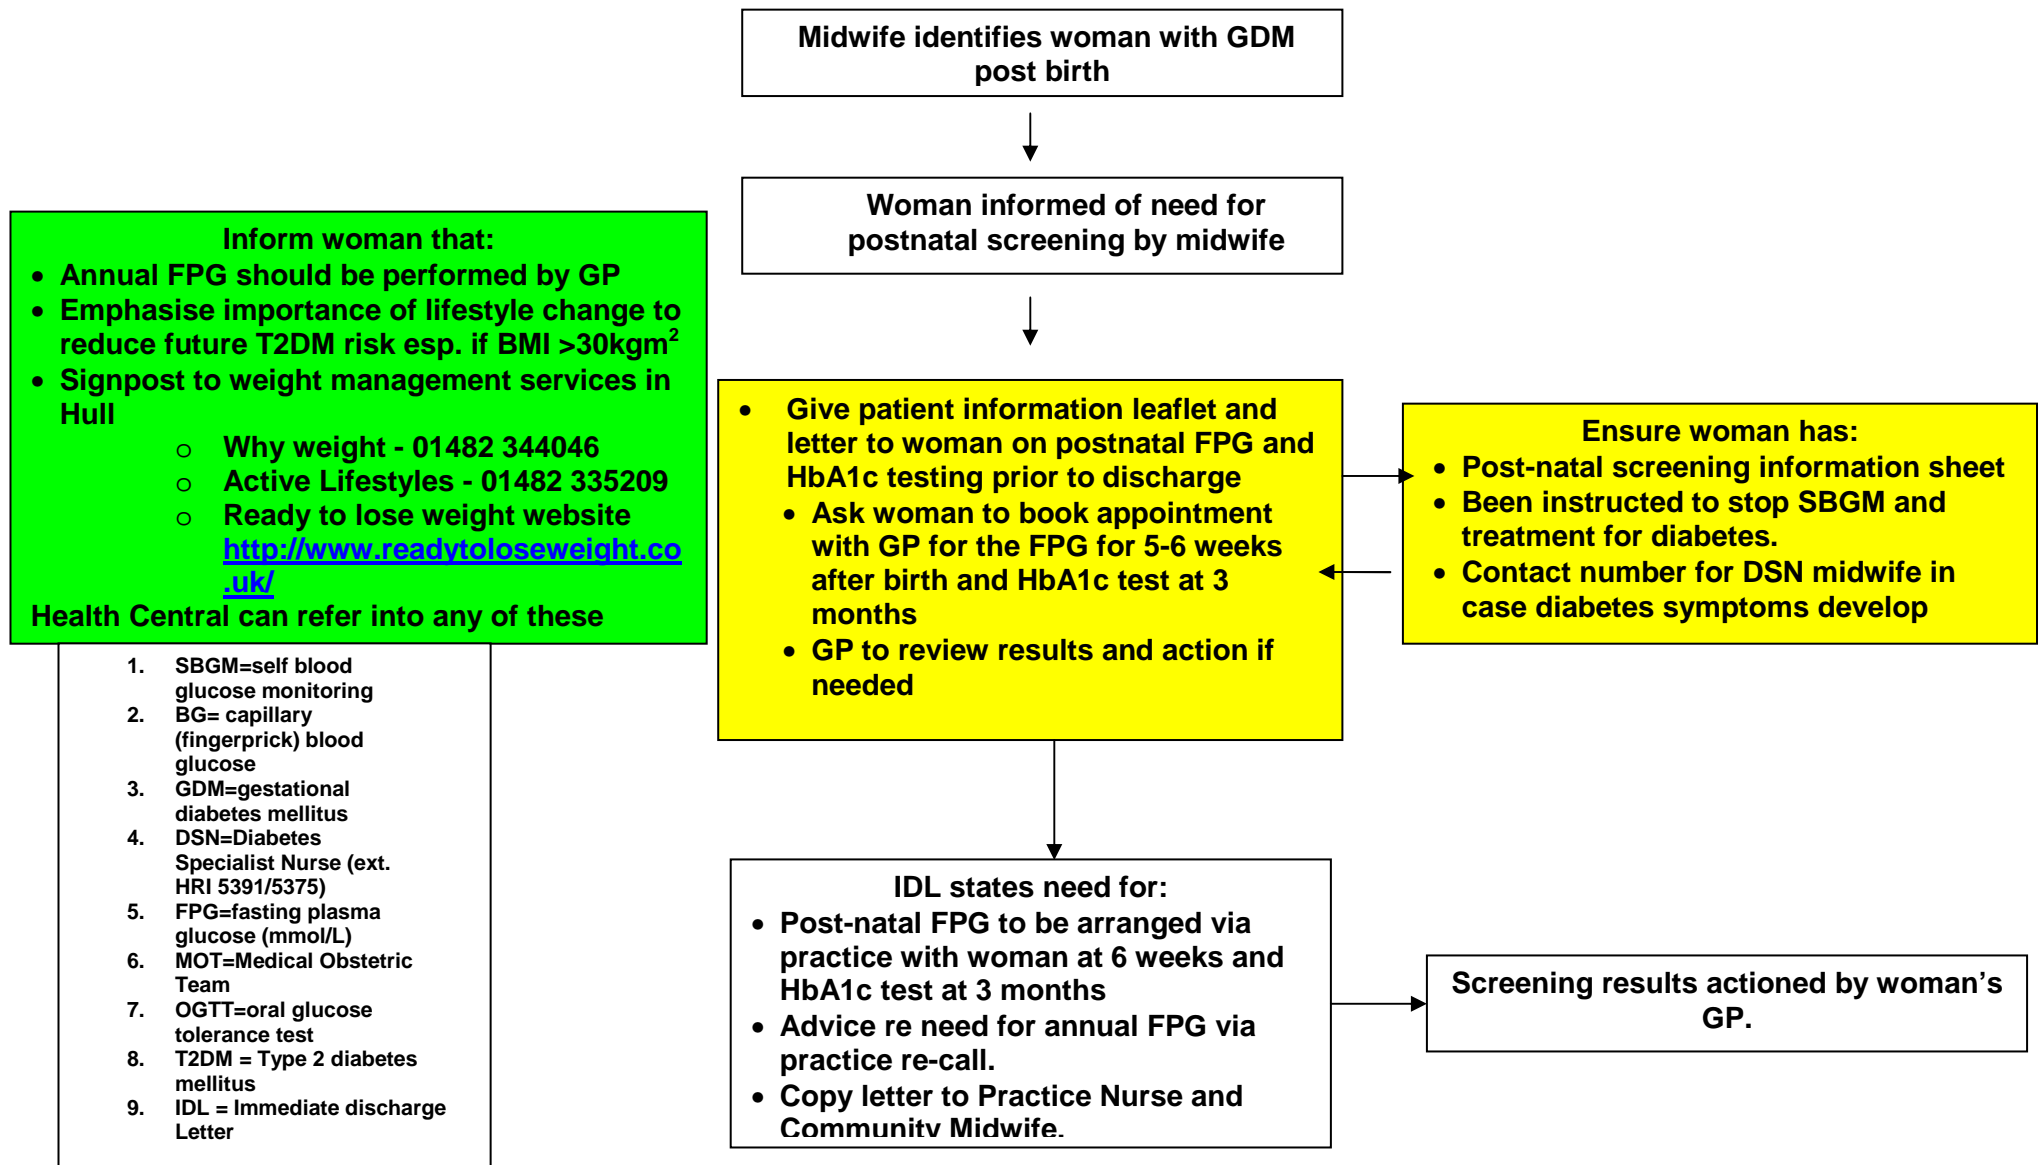 Midwife identifies woman with GDM
post birth
Woman informed of need for
postnatal screening by midwife
Inform woman that:
• Annual FPG should be performed by GP
• Emphasise importance of lifestyle change to
reduce future T2DM risk esp. if BMI >30kgm²
• Signpost to weight management services in
Hull
o Why weight - 01482 344046
o Active Lifestyles - 01482 335209
o Ready to lose weight website
http://www.readytoloseweight.co
.uk/
Health Central can refer into any of these
• Give patient information leaflet and
letter to woman on postnatal FPG and
HbA1c testing prior to discharge
• Ask woman to book appointment
with GP for the FPG for 5-6 weeks
after birth and HbA1c test at 3
months
• GP to review results and action if
needed
Ensure woman has:
• Post-natal screening information sheet
• Been instructed to stop SBGM and
treatment for diabetes.
• Contact number for DSN midwife in
case diabetes symptoms develop
1. SBGM=self blood
glucose monitoring
2. BG= capillary
(fingerprick) blood
glucose
3. GDM=gestational
diabetes mellitus
4. DSN=Diabetes
Specialist Nurse (ext.
HRI 5391/5375)
5. FPG=fasting plasma
glucose (mmol/L)
6. MOT=Medical Obstetric
Team
7. OGTT=oral glucose
tolerance test
8. T2DM = Type 2 diabetes
mellitus
9. IDL = Immediate discharge
Letter
IDL states need for:
• Post-natal FPG to be arranged via
practice with woman at 6 weeks and
HbA1c test at 3 months
• Advice re need for annual FPG via
practice re-call.
• Copy letter to Practice Nurse and
Community Midwife.
Screening results actioned by woman’s
GP.